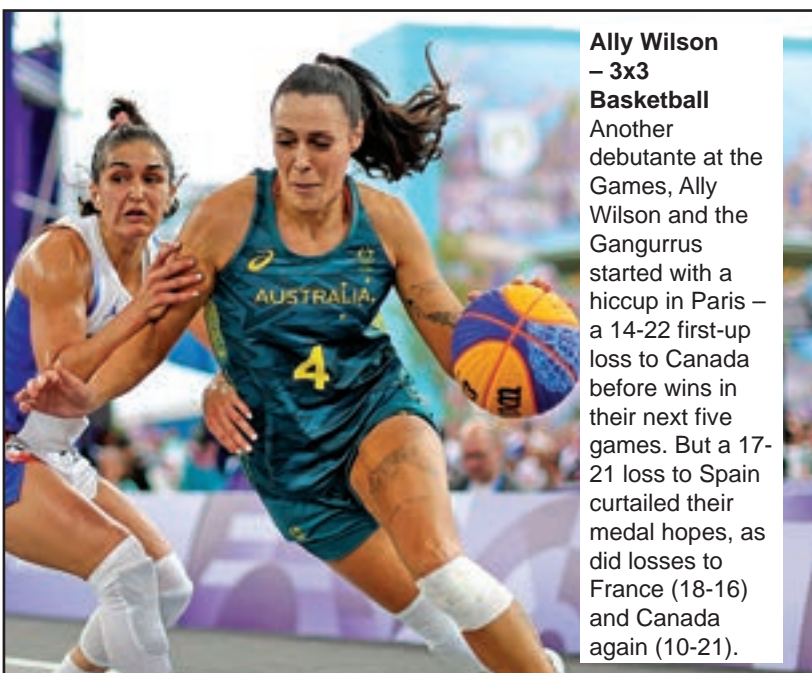 Ally Wilson
– 3x3
Basketball
Another
debutante at the
Games, Ally
Wilson and the
Gangurrus
started with a
hiccup in Paris –
a 14-22 first-up
loss to Canada
before wins in
their next five
games. But a 17-
21 loss to Spain
curtailed their
medal hopes, as
did losses to
France (18-16)
and Canada
again (10-21).
AUSTRALIA
4